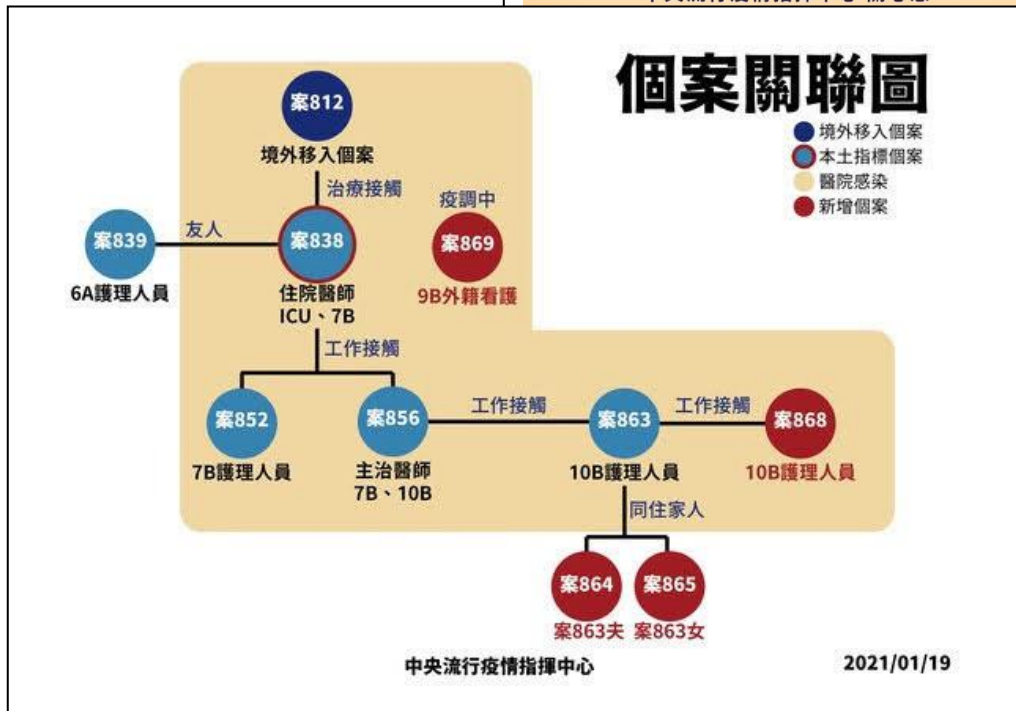 個案關聯圖
境外移入個案
本土指標個案
醫院感染
新增個案
案812
境外移入個案
治療接觸
疫調中
案839
友人
案838
案869
6A護理人員
住院醫師
ICU、7B
9B外籍看護
工作接觸
案852
案856
工作接觸
案863
工作接觸
案868
7B護理人員
主治醫師
7B、10B
10B護理人員
10B護理人員
同住家人
案864
案865
案863夫
案863女
中央流行疫情指揮中心
2021/01/19